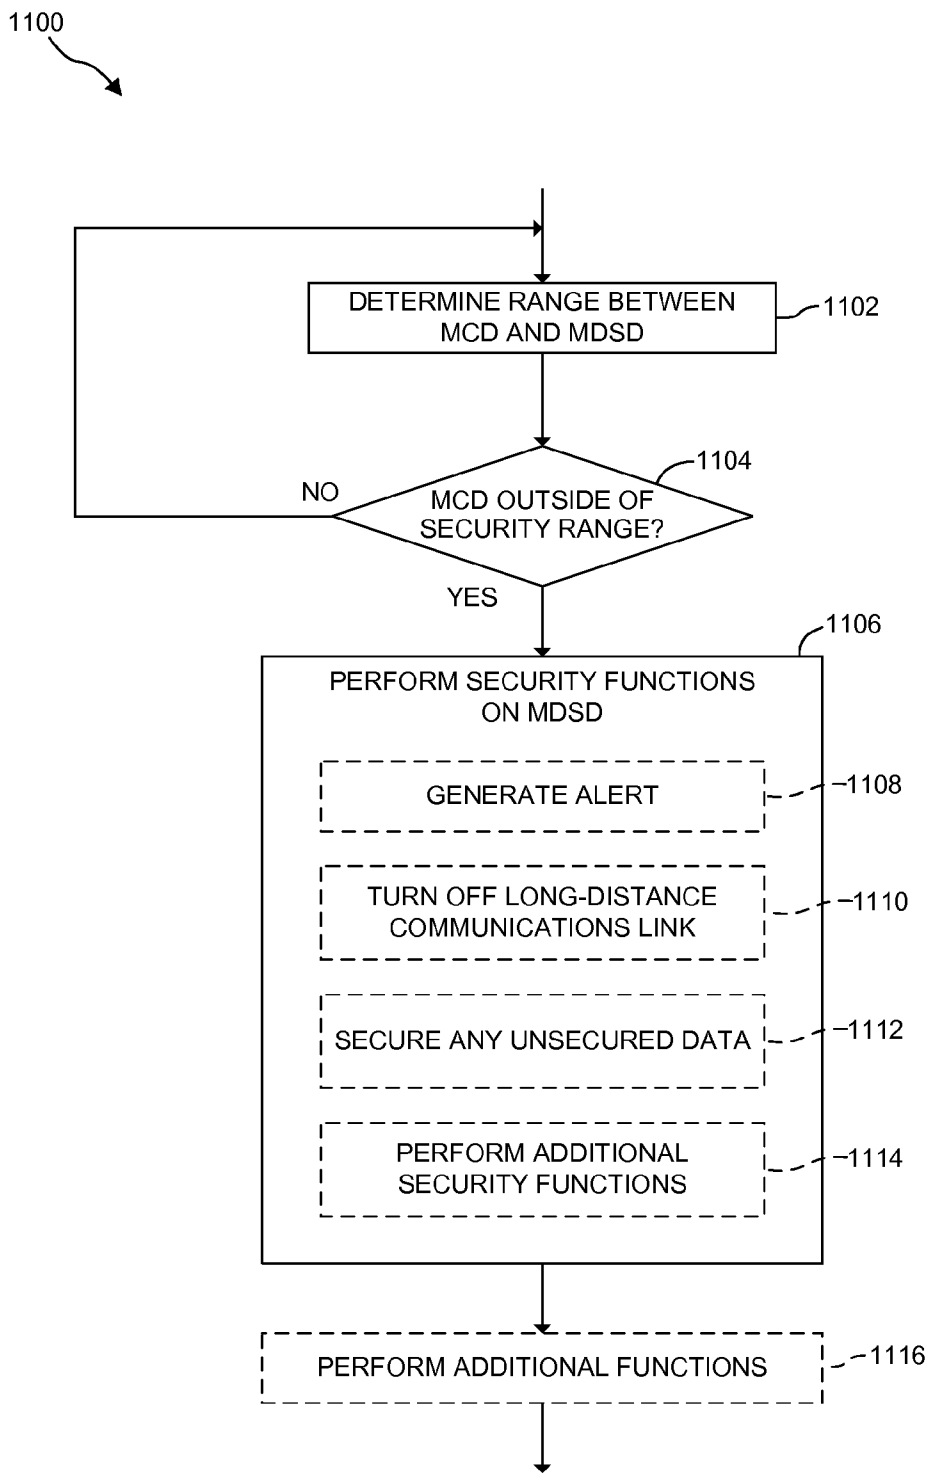 1100
DETERMINE RANGE BETWEEN
MCD AND MDSD
1102
1104
MCD OUTSIDE OF
SECURITY RANGE?
NO
YES
1106
PERFORM SECURITY FUNCTIONS
ON MDSD
GENERATE ALERT
1108
TURN OFF LONG-DISTANCE
COMMUNICATIONS LINK
1110
SECURE ANY UNSECURED DATA
1112
PERFORM ADDITIONAL
SECURITY FUNCTIONS
1114
PERFORM ADDITIONAL FUNCTIONS
1116